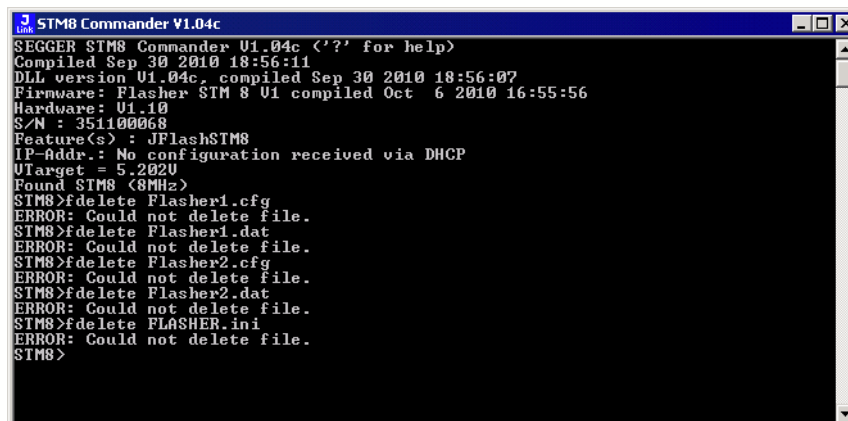 J Link STM8 Commander V1.04c
SEGGER STM8 Commander V1.04c ('?' for help)
Compiled Sep 30 2010 18:56:11
DLL version V1.04c, compiled Sep 30 2010 18:56:07
Firmware: Flasher STM 8 V1 compiled Oct  6 2010 16:55:56
Hardware: V1.10
S/N : 351100068
Feature(s) : JFlashSTM8
IP-Addr.: No configuration received via DHCP
VTarget = 5.202V
Found STM8 (8MHz)
STM8>fdelete Flasher1.cfg
ERROR: Could not delete file.
STM8>fdelete Flasher1.dat
ERROR: Could not delete file.
STM8>fdelete Flasher2.cfg
ERROR: Could not delete file.
STM8>fdelete Flasher2.dat
ERROR: Could not delete file.
STM8>fdelete FLASHER.ini
ERROR: Could not delete file.
STM8>